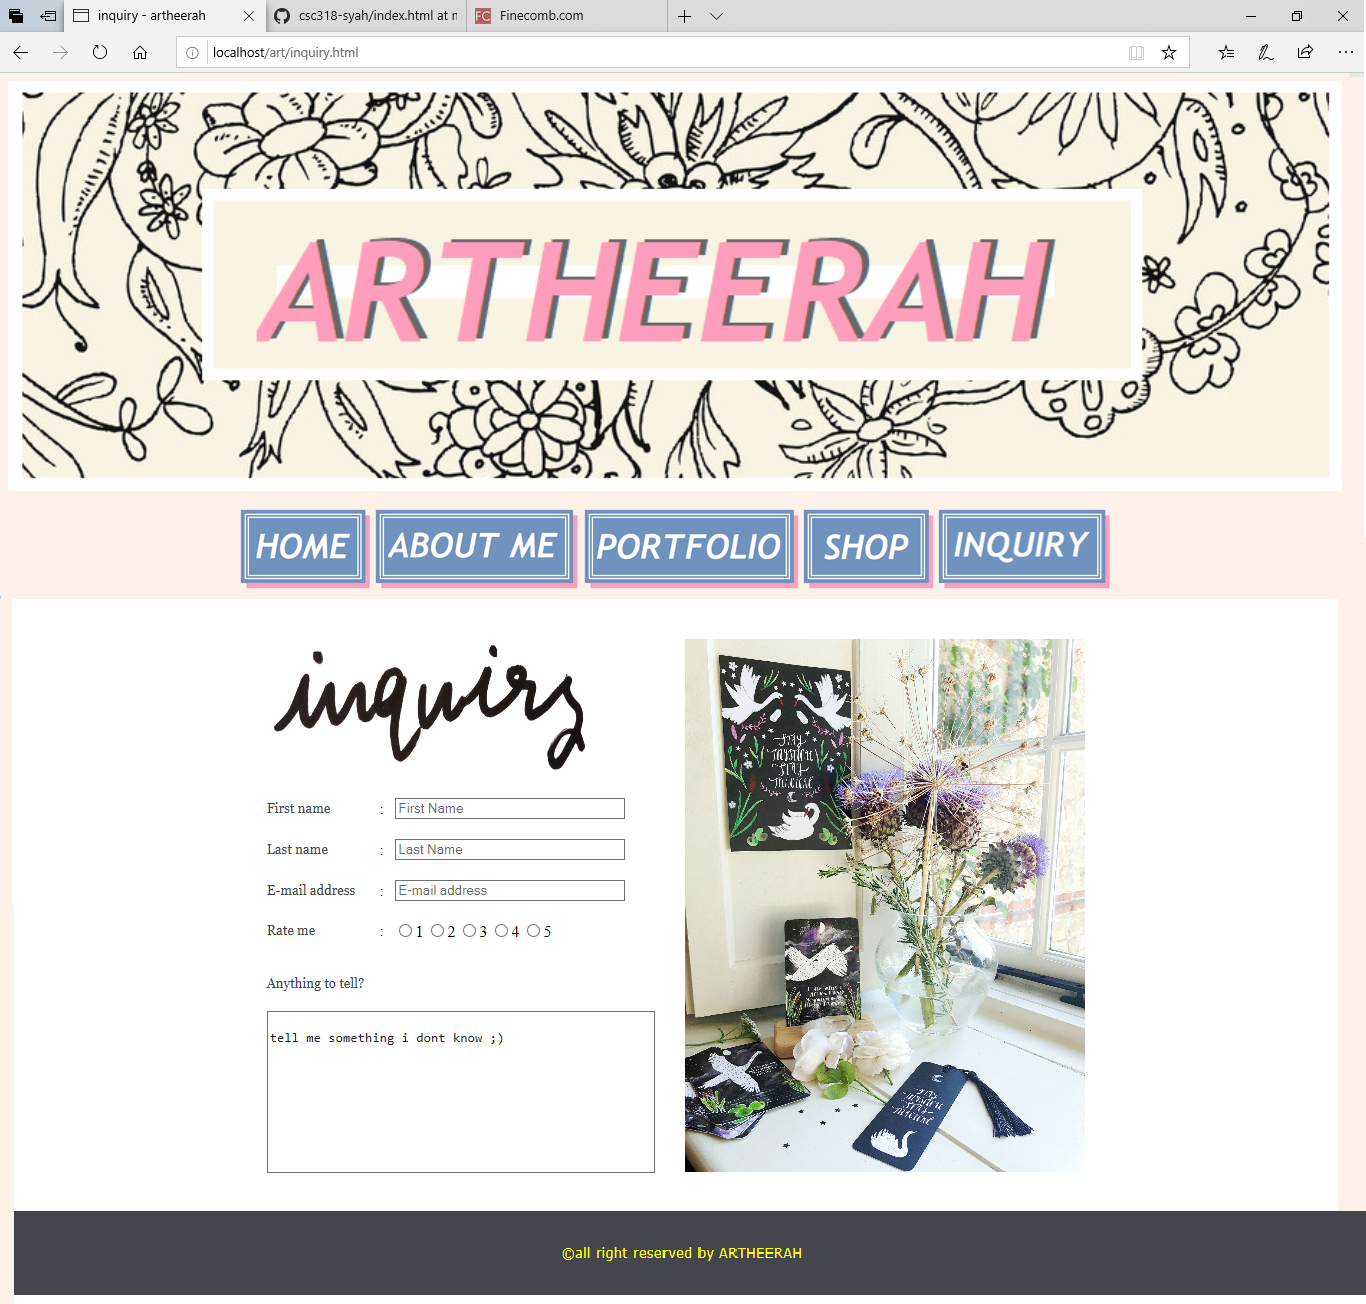 inquiry - artheerah
csc318-syah/index.html at n
FC Finecomb.com
localhost/art/inquiry.html
ARTHEERAH
HOME ABOUT ME PORTFOLIO SHOP INQUIRY
inquiry
First name : First Name
Last name : Last Name
E-mail address : E-mail address
Rate me : 1 2 3 4 5
Anything to tell?
tell me something i dont know ;)
STAY
STAY
©all right reserved by ARTHEERAH